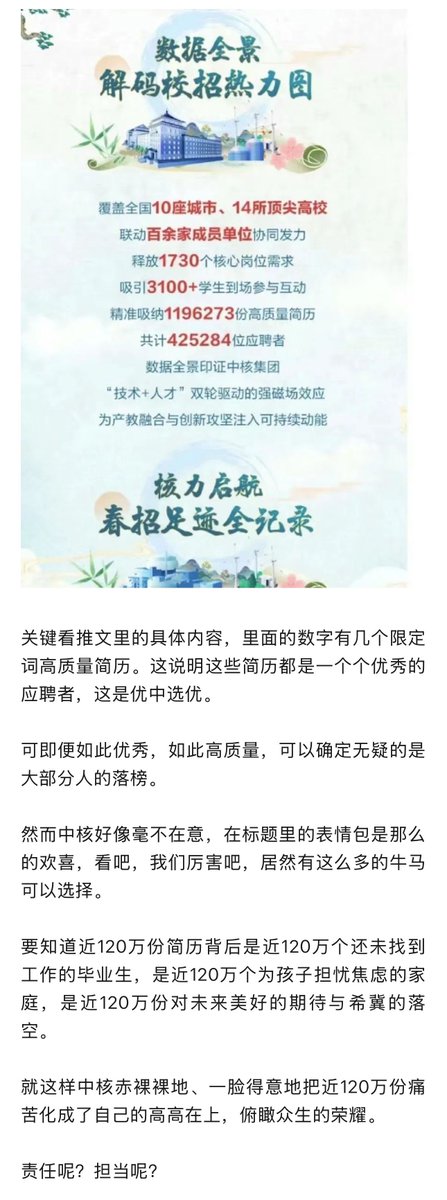 数据全景
解码校招热力图
覆盖全国10座城市、14所顶尖高校
联动百余家成员单位协同发力
释放1730个核心岗位需求
吸引3100+学生到场参与互动
精准吸纳1196273份高质量简历
共计425284位应聘者
数据全景印证中核集团
“技术+人才”双轮驱动的强磁场效应
为产教融合与创新攻坚注入可持续动能
核力启航
春招足迹全记录
关键看推文里的具体内容，里面的数字有几个限定
词高质量简历。这说明这些简历都是一个个优秀的
应聘者，这是优中选优。
可即便如此优秀，如此高质量，可以确定无疑的是
大部分人的落榜。
然而中核好像毫不在意，在标题里的表情包是那么
的欢喜，看吧，我们厉害吧，居然有这么多的牛马
可以选择。
要知道近120万份简历背后是近120万个还未找到
工作的毕业生，是近120万个为孩子担忧焦虑的家
庭，是近120万份对未来美好的期待与希冀的落
空。
就这样中核赤裸裸地、一脸得意地把近120万份痛
苦化成了自己的高高在上，俯瞰众生的荣耀。
责任呢？担当呢？